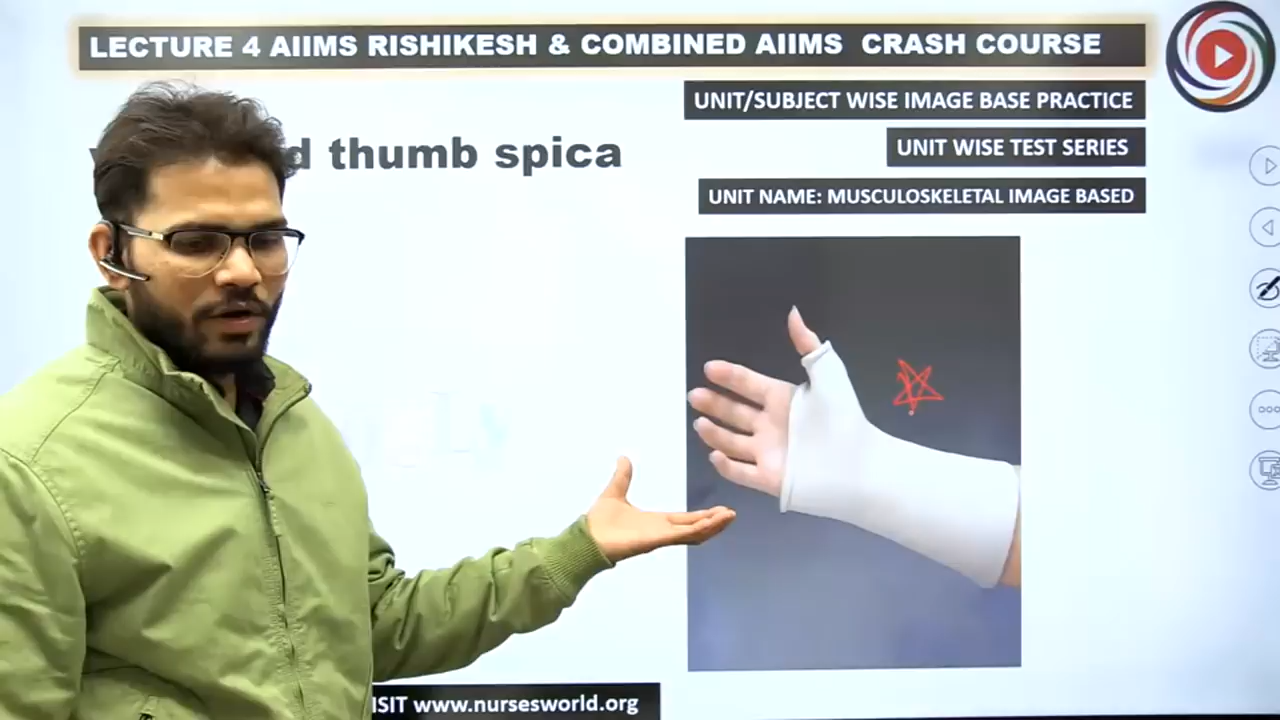 LECTURE 4 AIIMS RISHIKESH & COMBINED AIIMS CRASH COURSE
UNIT/SUBJECT WISE IMAGE BASE PRACTICE
thumb spica
UNIT WISE TEST SERIES
UNIT NAME: MUSCULOSKELETAL IMAGE BASED
www.nursesworld.org